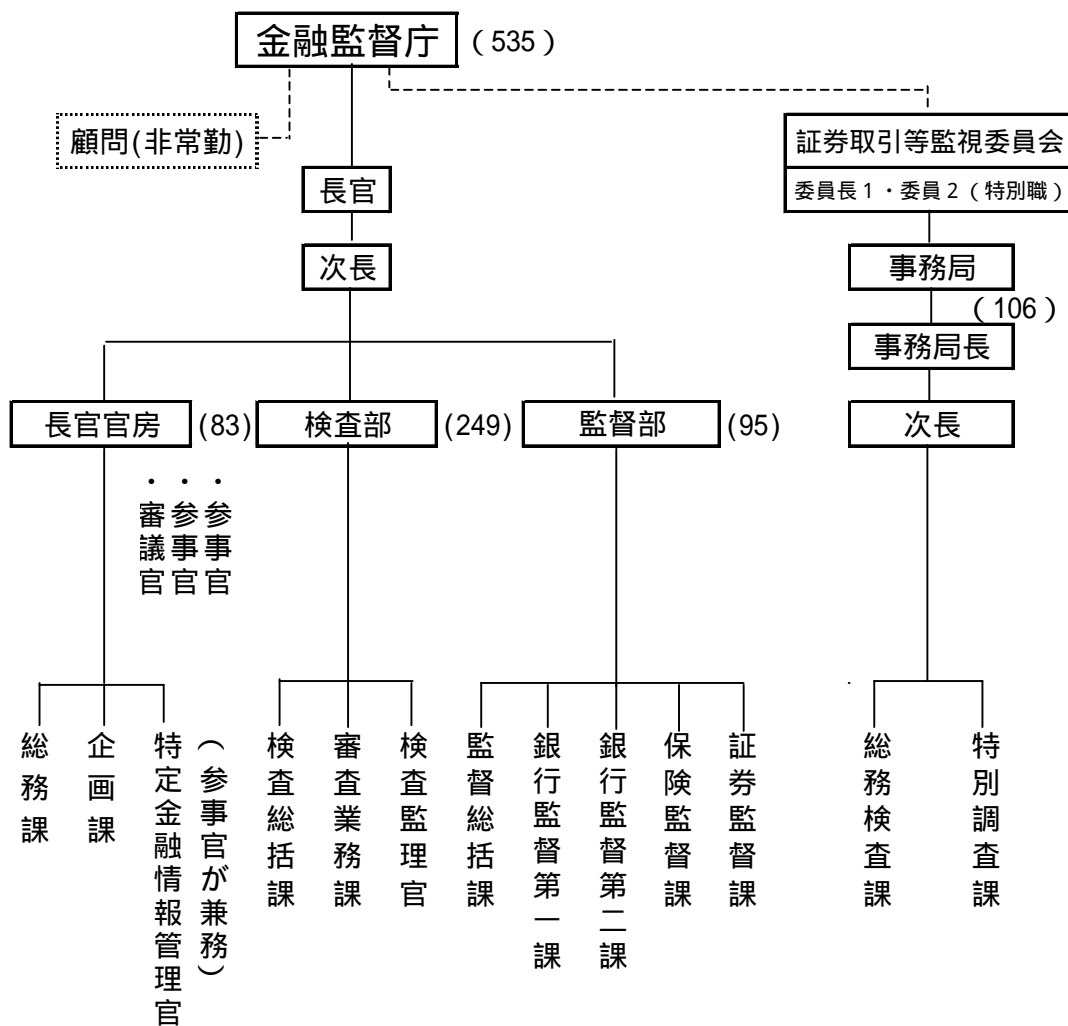 金融監督庁
（535）
顧問(非常勤)
証券取引等監視委員会
委員長１・委員２（特別職）
長官
次長
事務局
（106）
事務局長
長官官房
(83)
検査部
(249)
監督部
(95)
次長
・参事官
・参事官
・審議官
総務課
企画課
特定金融情報管理官
（参事官が兼務）
検査総括課
審査業務課
検査監理官
監督総括課
銀行監督第一課
銀行監督第二課
保険監督課
証券監督課
総務検査課
特別調査課